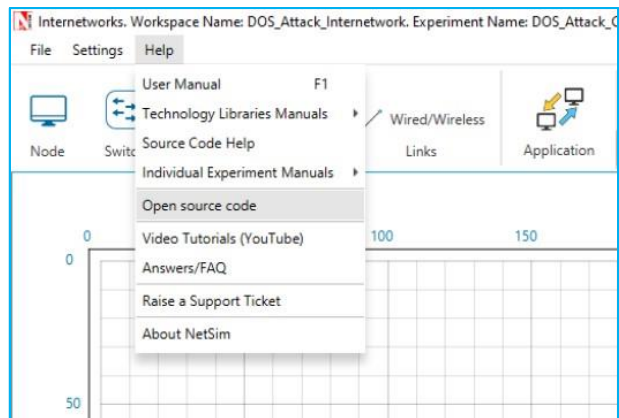 Internetworks. Workspace Name: DOS_Attack_Internetwork. Experiment Name: DOS_Attack_
File Settings Help
User Manual F1
Technology Libraries Manuals
Source Code Help
Individual Experiment Manuals
Open source code
Video Tutorials (YouTube)
Answers/FAQ
Raise a Support Ticket
About NetSim
Node
Wired/Wireless
Links
Application
0 100 150
0
50